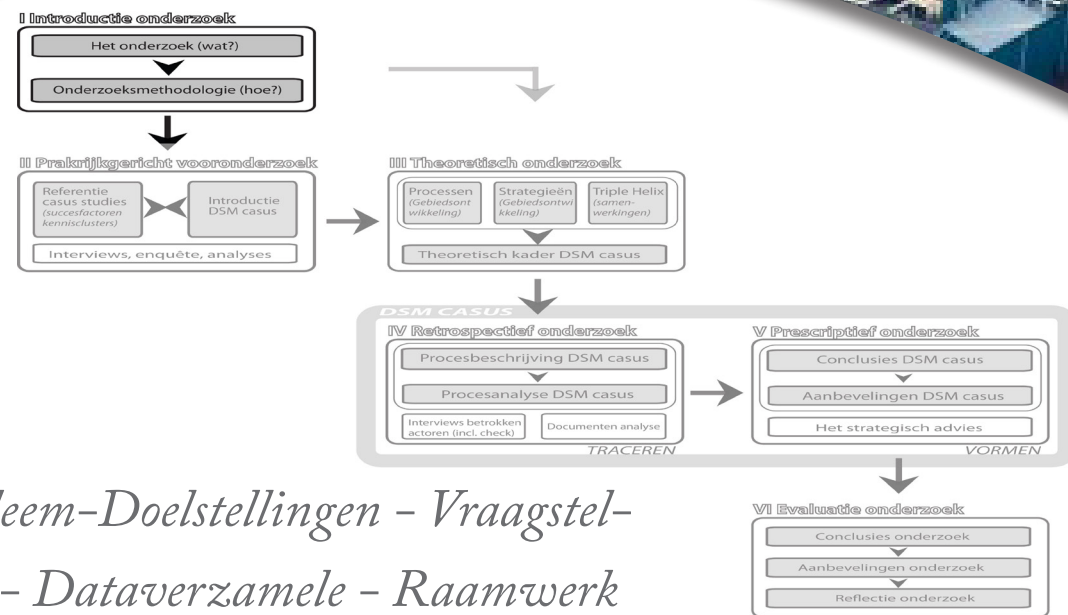 I Introductie onderzoek
Het onderzoek (wat?)
Onderzoeksmethodologie (hoe?)
II Prakrijkgericht vooronderzoek
Referentie
casus studies
(succesfactoren
kennisclusters)
Introductie
DSM casus
Interviews, enquête, analyses
III Theoretisch onderzoek
Processen
(Gebiedsont
wikkeling)
Strategieën
(Gebiedsontwi
kkeling)
Triple Helix
(samen-
werkingen)
Theoretisch kader DSM casus
DSM CASUS
IV Retrospectief onderzoek
Procesbeschrijving DSM casus
Procesanalyse DSM casus
Interviews betrokken
actoren (incl. check)
Documenten analyse
TRACEREN
V Prescriptief onderzoek
Conclusies DSM casus
Aanbevelingen DSM casus
Het strategisch advies
VORMEN
VI Evaluatie onderzoek
Conclusies onderzoek
Aanbevelingen onderzoek
Reflectie onderzoek
leem-Doelstellingen - Vraagstel-
- Dataverzamele - Raamwerk